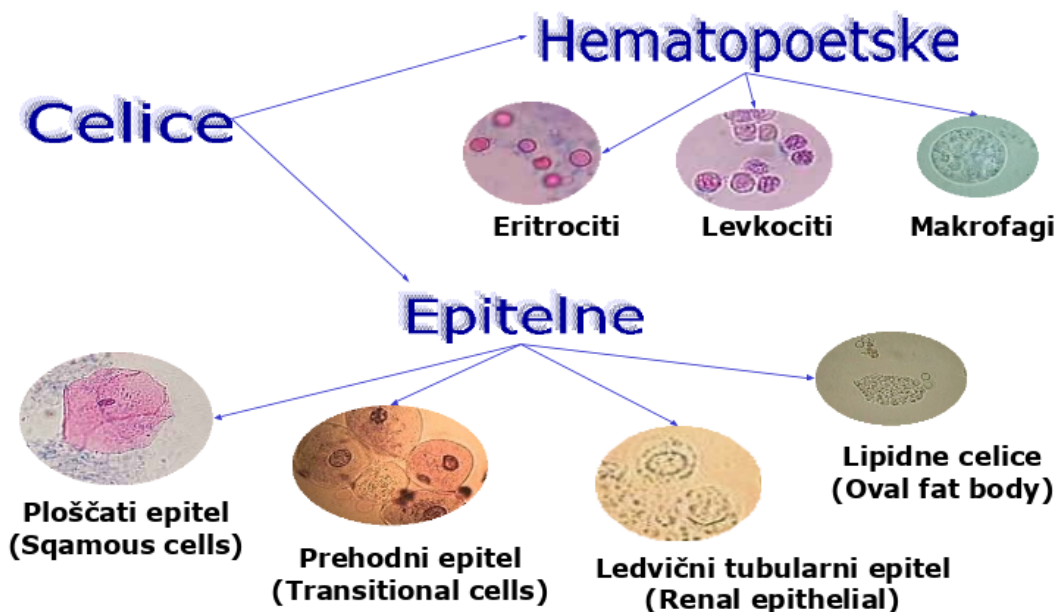 Hematopoetske
Celice
Eritrociti
Levkociti
Makrofagi
Epitelne
Ploščati epitel
(Sqamous cells)
Prehodni epitel
(Transitional cells)
Ledvični tubularni epitel
(Renal epithelial)
Lipidne celice
(Oval fat body)